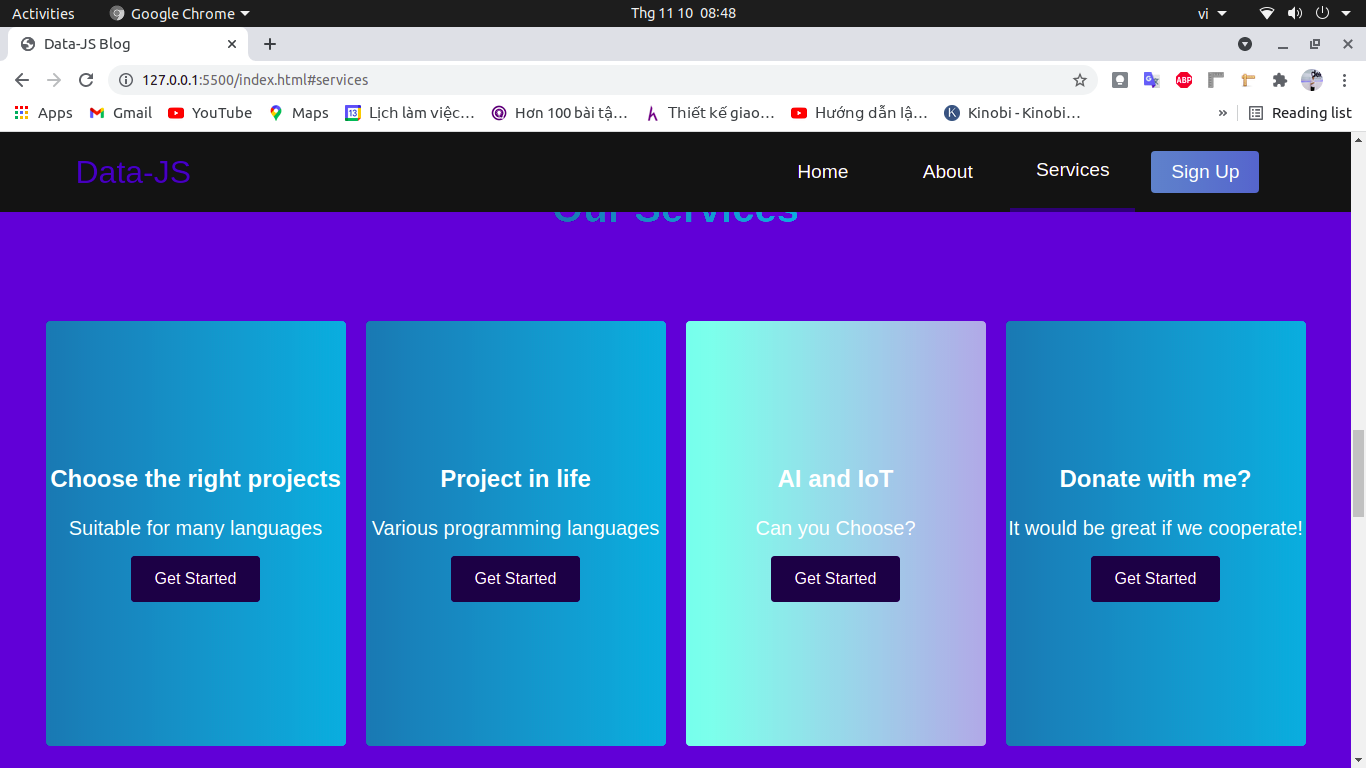 Activities Google Chrome Thg 11 10 08:48 vi
Data-JS Blog
127.0.0.1:5500/index.html#services
Apps Gmail YouTube Maps Lịch làm việc… Hơn 100 bài tậ… Thiết kế giao… Hướng dẫn lậ… Kinobi - Kinobi… » Reading list
Data-JS Home About Services Sign Up
Our Services
Choose the right projects Project in life AI and IoT Donate with me?
Suitable for many languages Various programming languages Can you Choose? It would be great if we cooperate!
Get Started Get Started Get Started Get Started